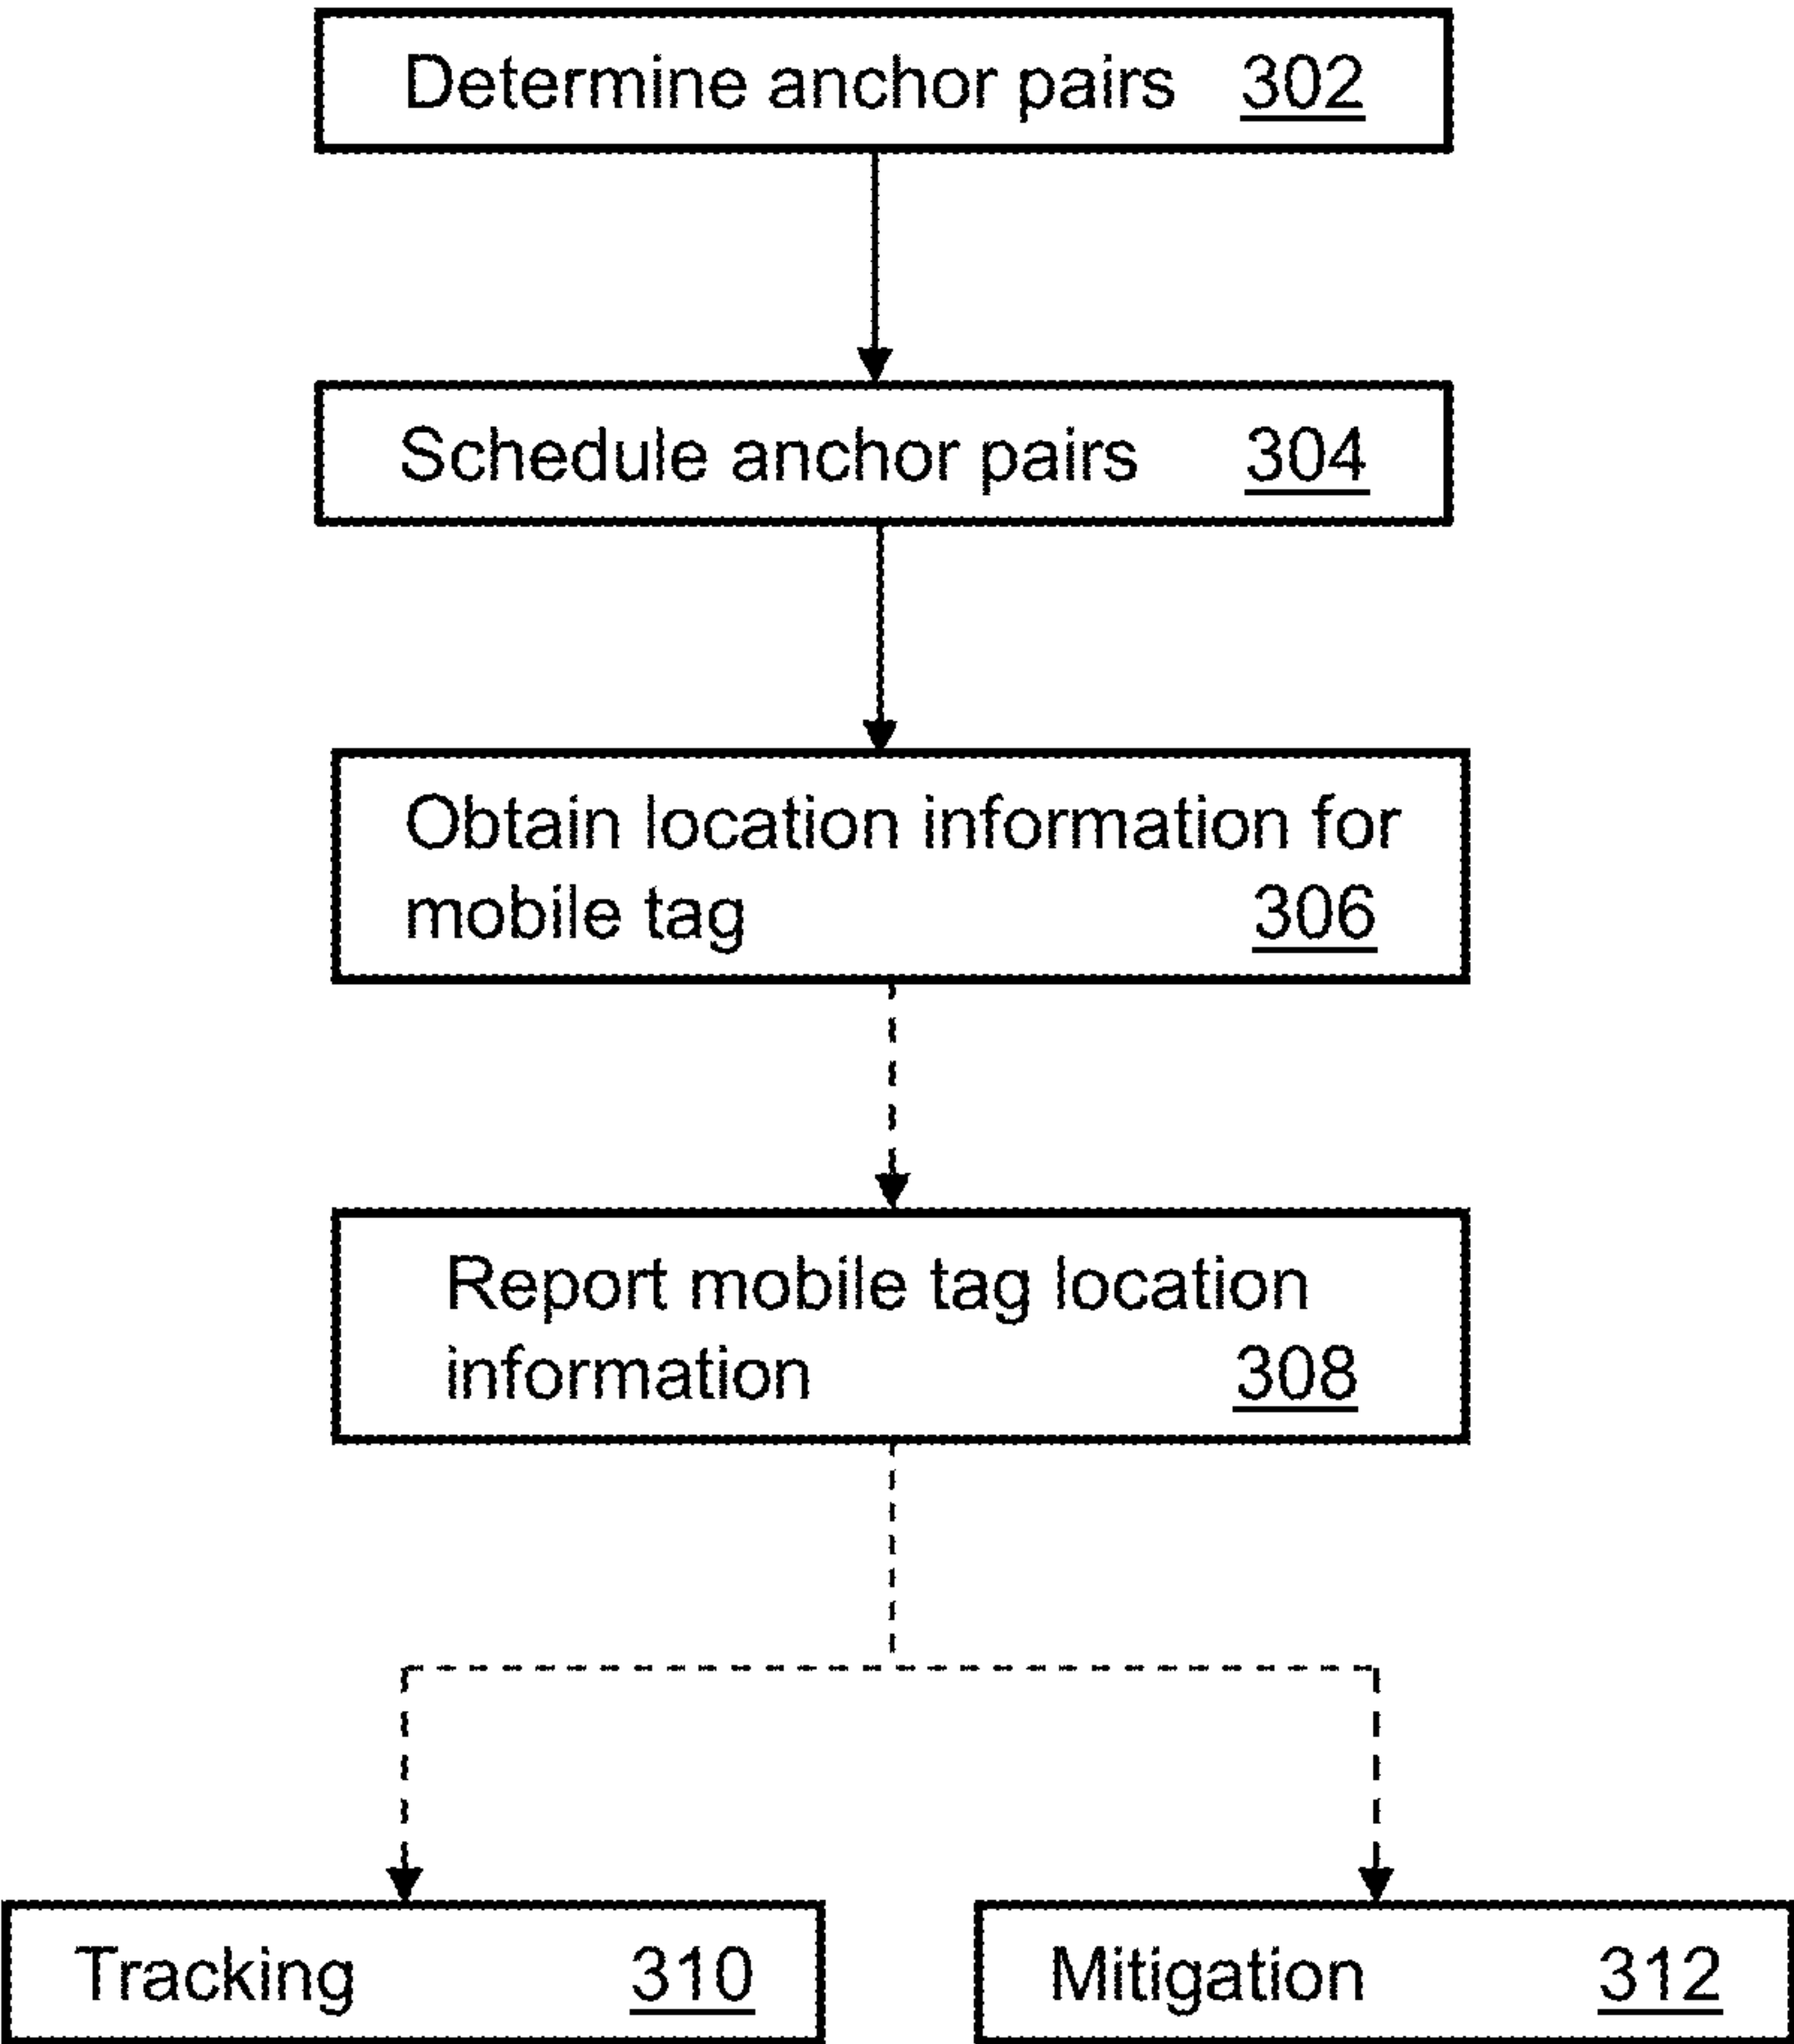 Determine anchor pairs 302
Schedule anchor pairs 304
Obtain location information for
mobile tag 306
Report mobile tag location
information 308
Tracking 310
Mitigation 312